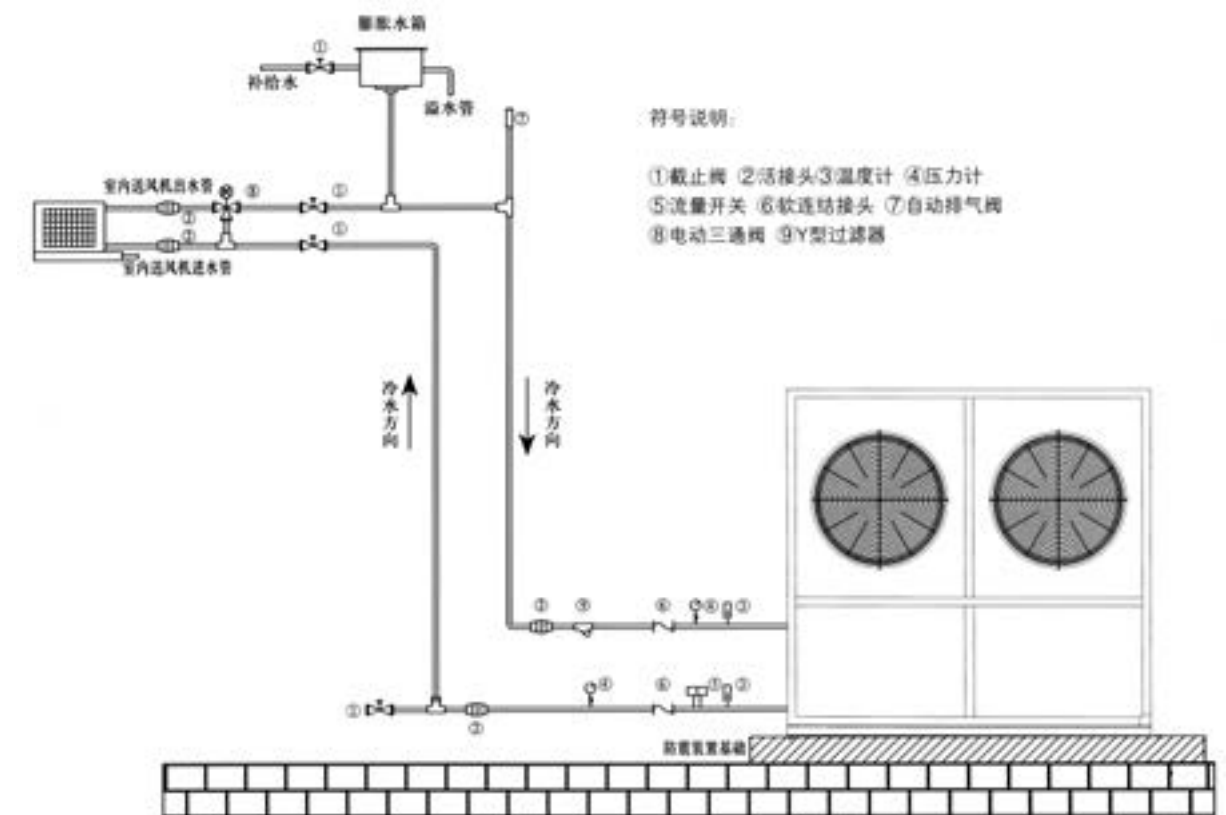 膨胀水箱
①
补给水
溢水管
⑦
符号说明:
①截止阀 ②活接头③温度计 ④压力计
⑤流量开关 ⑥软连结接头 ⑦自动排气阀
⑧电动三通阀 ⑨Y型过滤器
室内送风机出水管
⑧
①
②
②
①
室内送风机进水管
冷水方向
冷水方向
②
⑨
⑥
③
④
⑥
③
①
②
防震装置基础